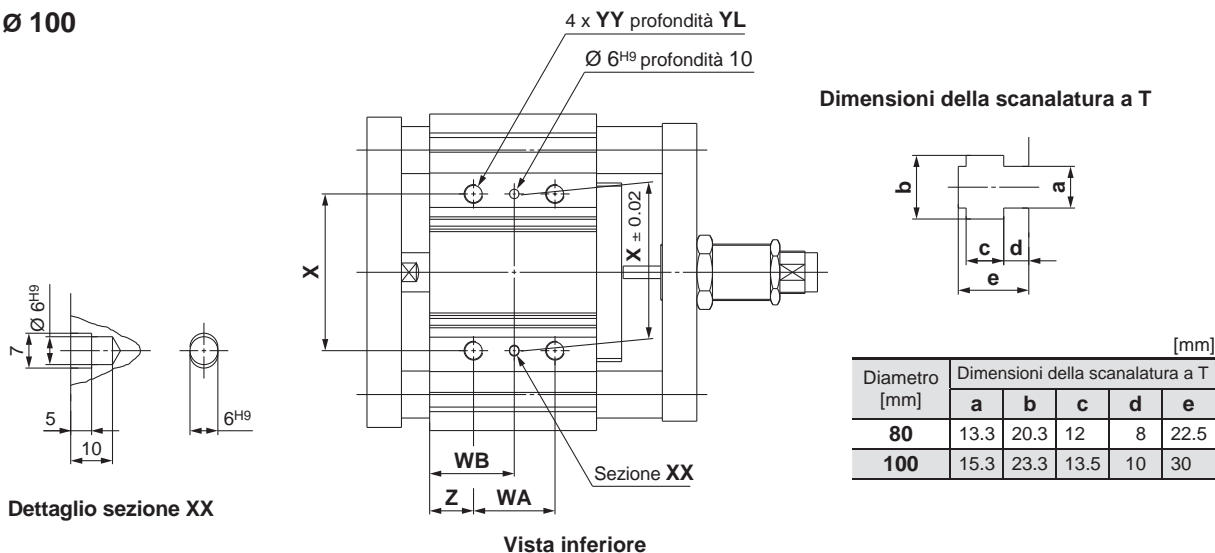 Ø 100
4 x YY profondità YL
Ø 6H9 profondità 10
Dimensioni della scanalatura a T
b
a
c
d
e
X
X ± 0.02
Ø 6H9
7
5
10
6H9
WB
Z
WA
Sezione XX
Dettaglio sezione XX
Vista inferiore
[mm]
Diametro [mm] Dimensioni della scanalatura a T
a b c d e
80 13.3 20.3 12 8 22.5
100 15.3 23.3 13.5 10 30